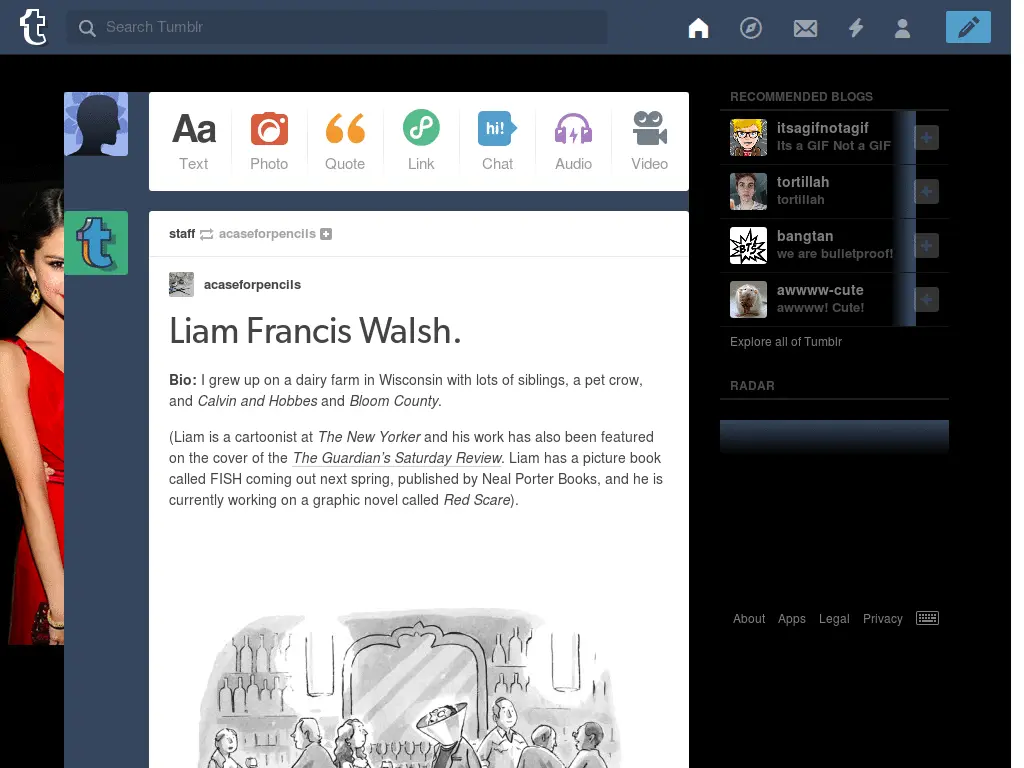 Search Tumblr
Aa
Text
Photo
Quote
Link
hi!
Chat
Audio
Video
staff acaseforpencils
acaseforpencils
Liam Francis Walsh.
Bio: I grew up on a dairy farm in Wisconsin with lots of siblings, a pet crow,
and Calvin and Hobbes and Bloom County.
(Liam is a cartoonist at The New Yorker and his work has also been featured
on the cover of the The Guardian’s Saturday Review. Liam has a picture book
called FISH coming out next spring, published by Neal Porter Books, and he is
currently working on a graphic novel called Red Scare).
RECOMMENDED BLOGS
itsagifnotagif
Its a GIF Not a GIF
tortillah
tortillah
BTS
bangtan
we are bulletproof!
awwww-cute
awwww! Cute!
Explore all of Tumblr
RADAR
About Apps Legal Privacy